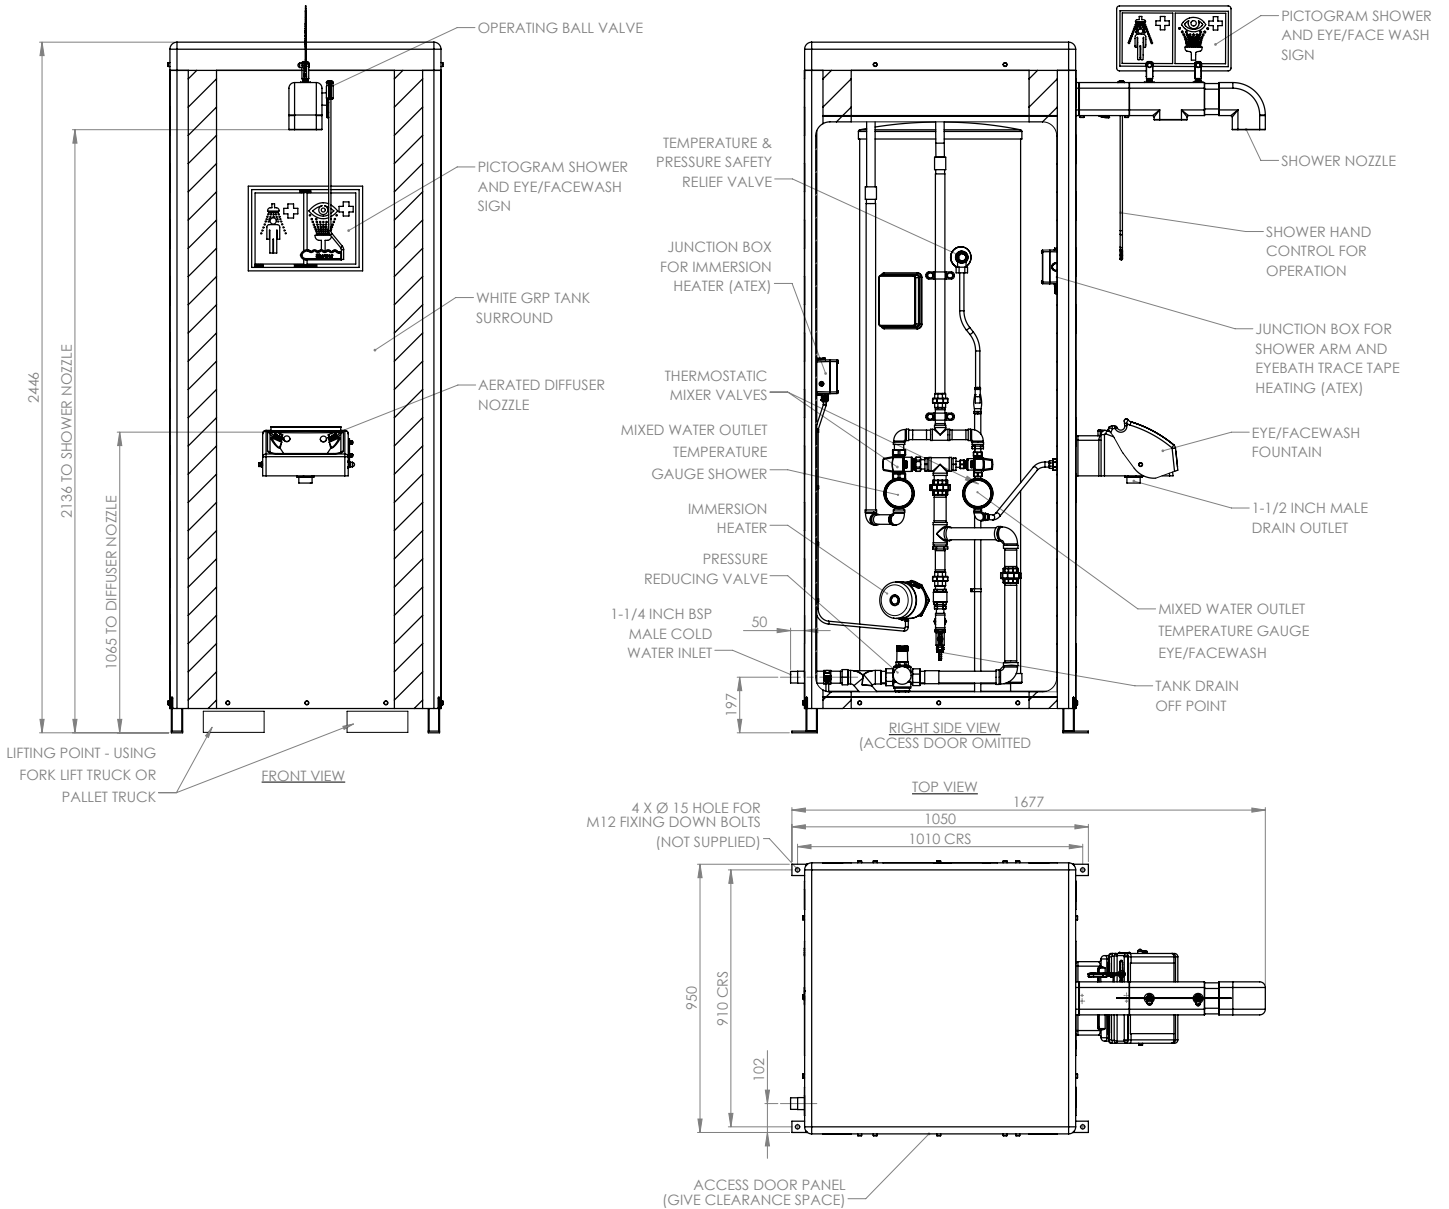 OPERATING BALL VALVE
PICTOGRAM SHOWER
AND EYE/FACEWASH
SIGN
WHITE GRP TANK
SURROUND
AERATED DIFFUSER
NOZZLE
2446
2136 TO SHOWER NOZZLE
1065 TO DIFFUSER NOZZLE
LIFTING POINT - USING
FORK LIFT TRUCK OR
PALLET TRUCK
FRONT VIEW
PICTOGRAM SHOWER
AND EYE/FACE WASH
SIGN
SHOWER NOZZLE
SHOWER HAND
CONTROL FOR
OPERATION
JUNCTION BOX FOR
SHOWER ARM AND
EYEBATH TRACE TAPE
HEATING (ATEX)
EYE/FACEWASH
FOUNTAIN
1-1/2 INCH MALE
DRAIN OUTLET
MIXED WATER OUTLET
TEMPERATURE GAUGE
EYE/FACEWASH
TANK DRAIN
OFF POINT
TEMPERATURE &
PRESSURE SAFETY
RELIEF VALVE
JUNCTION BOX
FOR IMMERSION
HEATER (ATEX)
THERMOSTATIC
MIXER VALVES
MIXED WATER OUTLET
TEMPERATURE
GAUGE SHOWER
IMMERSION
HEATER
PRESSURE
REDUCING VALVE
1-1/4 INCH BSP
MALE COLD
WATER INLET
50
197
RIGHT SIDE VIEW
(ACCESS DOOR OMITTED
TOP VIEW
1677
1050
1010 CRS
4 X Ø 15 HOLE FOR
M12 FIXING DOWN BOLTS
(NOT SUPPLIED)
950
910 CRS
102
ACCESS DOOR PANEL
(GIVE CLEARANCE SPACE)